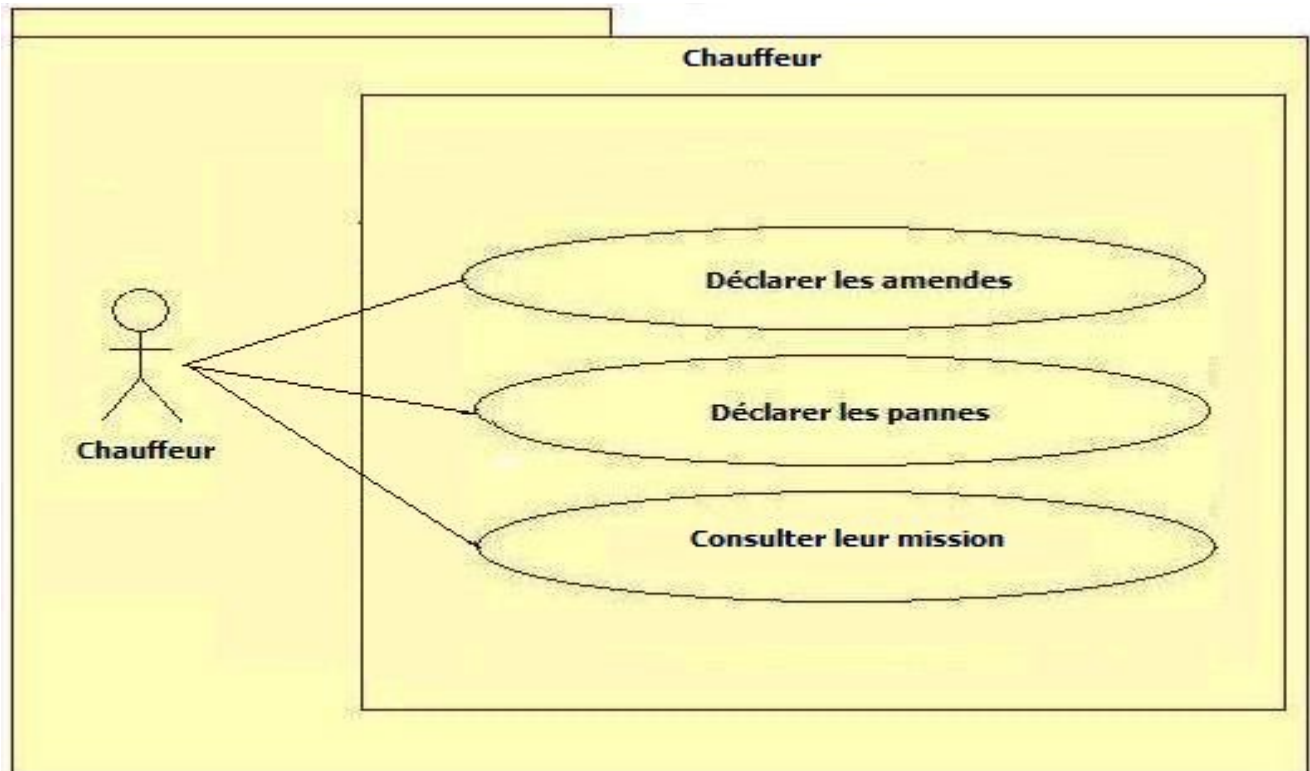 Chauffeur
Déclarer les amendes
Déclarer les pannes
Chauffeur
Consulter leur mission